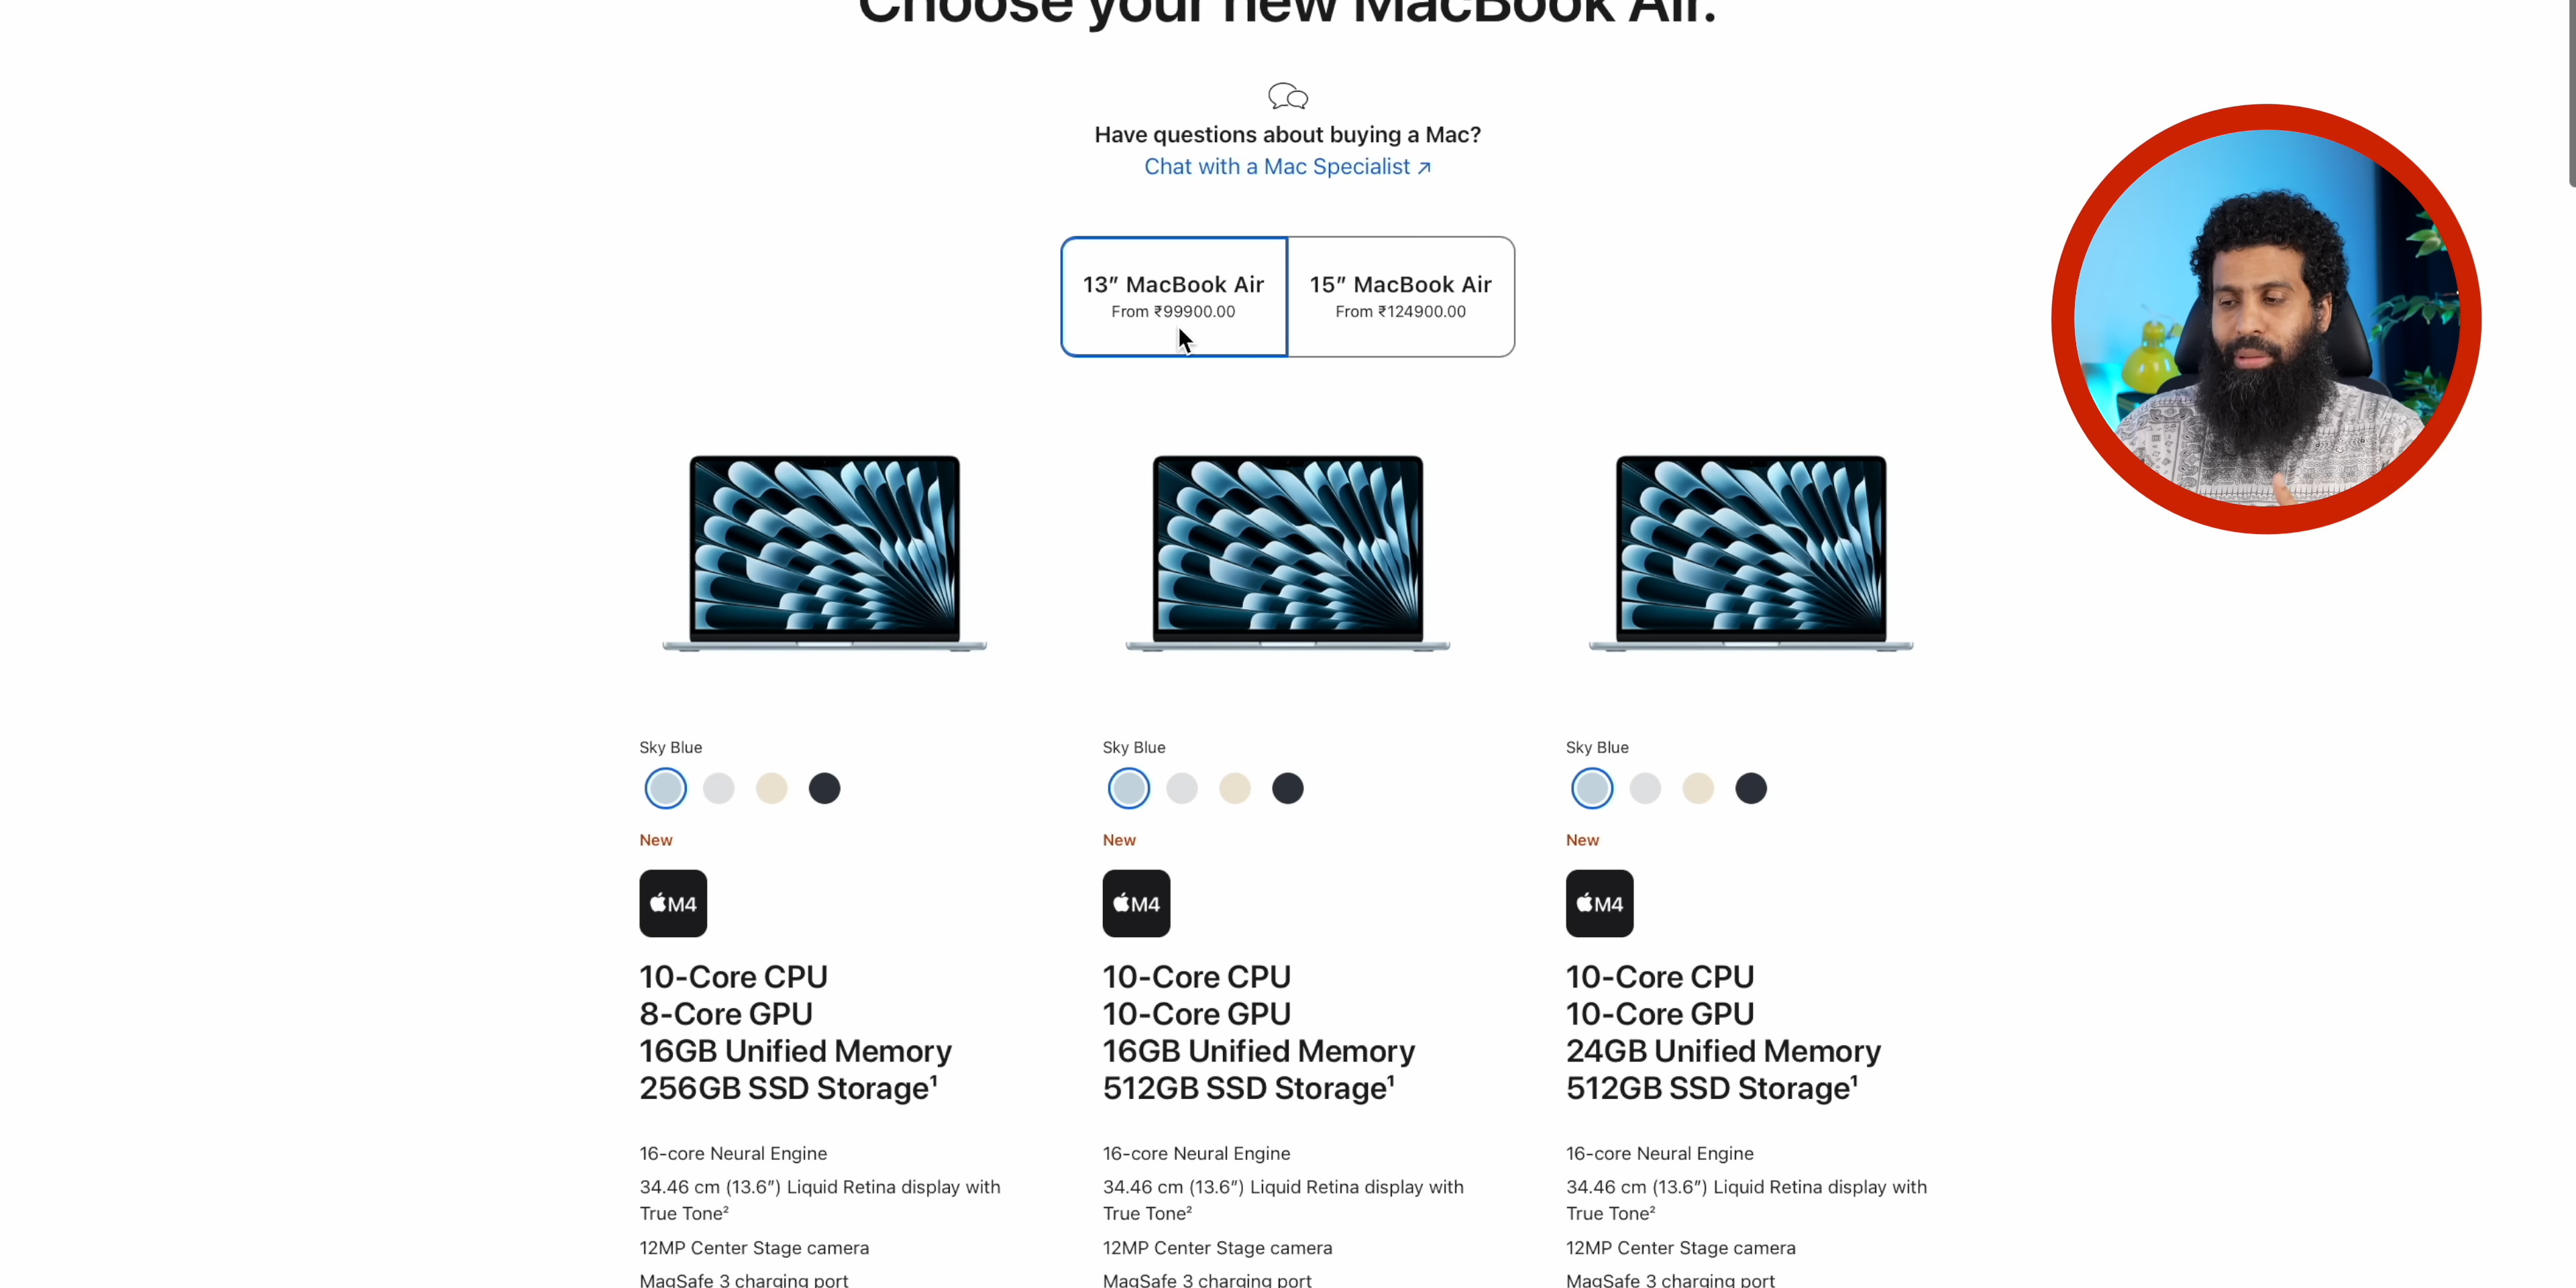 Choose your new MacBook Air.
Have questions about buying a Mac?
Chat with a Mac Specialist ↗
13″ MacBook Air
From ₹99900.00
15″ MacBook Air
From ₹124900.00
Sky Blue
New
M4
10-Core CPU
8-Core GPU
16GB Unified Memory
256GB SSD Storage¹
16-core Neural Engine
34.46 cm (13.6″) Liquid Retina display with
True Tone²
12MP Center Stage camera
MagSafe 3 charging port
Sky Blue
New
M4
10-Core CPU
10-Core GPU
16GB Unified Memory
512GB SSD Storage¹
16-core Neural Engine
34.46 cm (13.6″) Liquid Retina display with
True Tone²
12MP Center Stage camera
MagSafe 3 charging port
Sky Blue
New
M4
10-Core CPU
10-Core GPU
24GB Unified Memory
512GB SSD Storage¹
16-core Neural Engine
34.46 cm (13.6″) Liquid Retina display with
True Tone²
12MP Center Stage camera
MagSafe 3 charging port